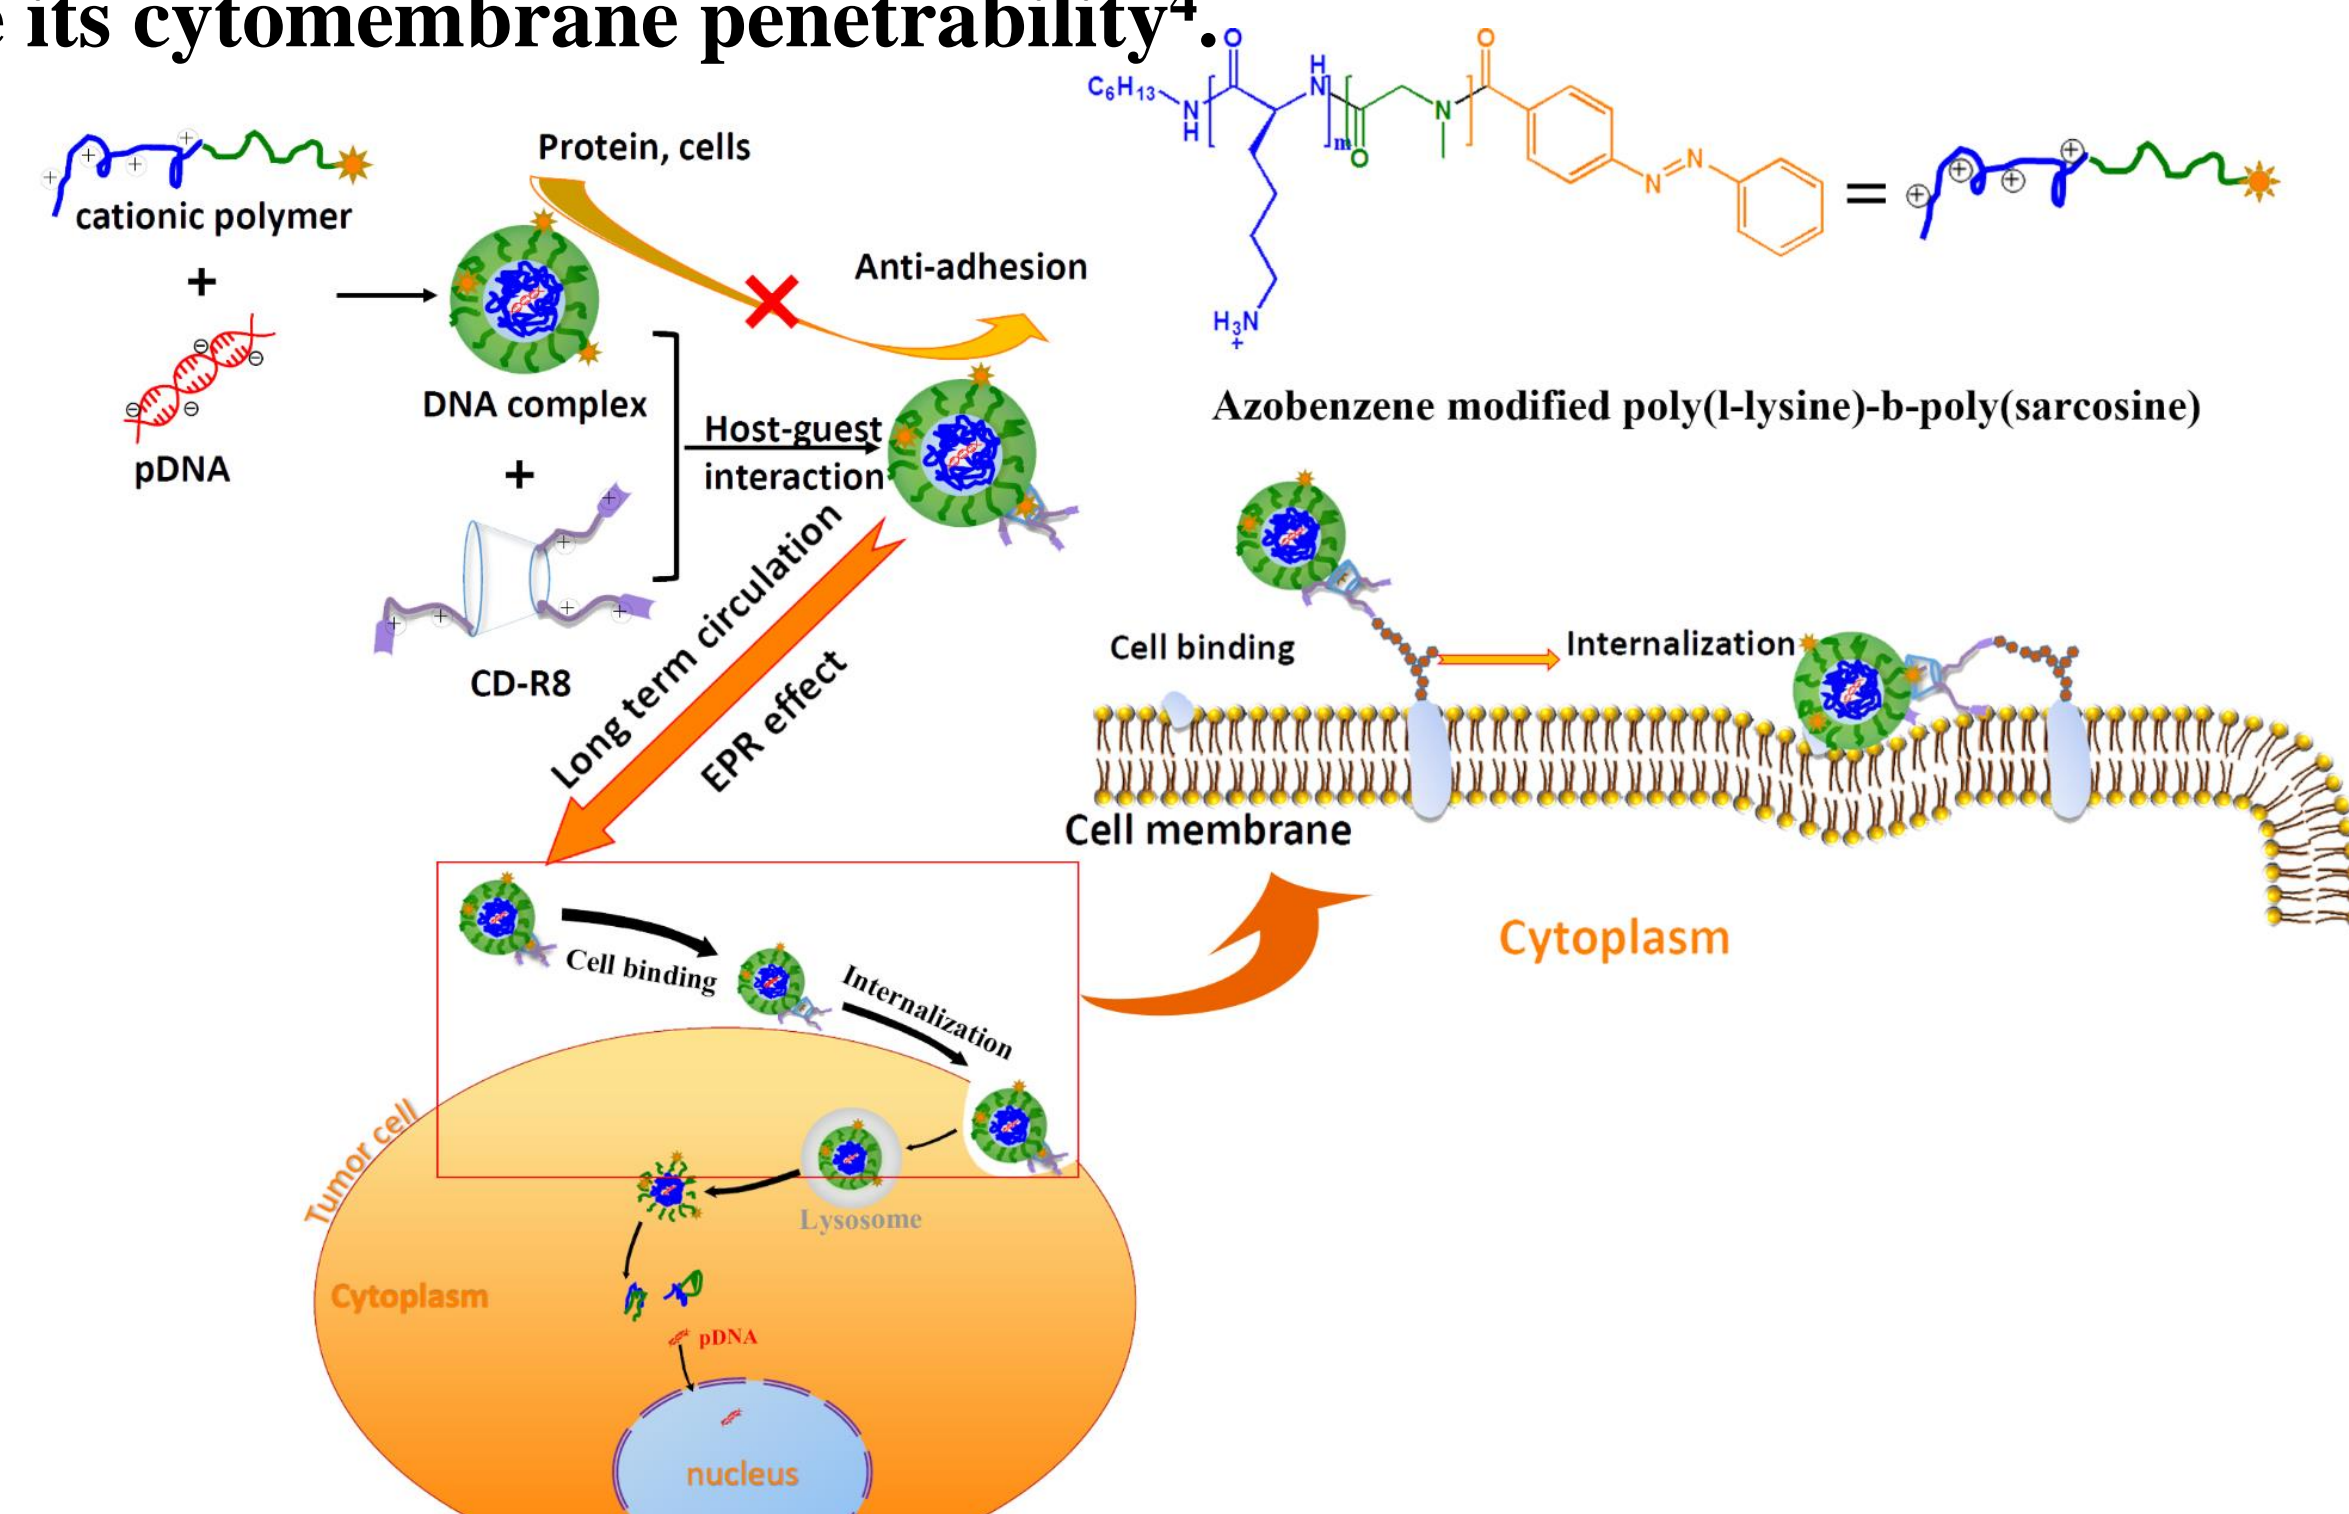 its cytomembrane penetrability⁴.
C₆H₁₃
N
H
O
H
N
m
O
N
O
N
N
H₃N
+
=
Azobenzene modified poly(l-lysine)-b-poly(sarcosine)
cationic polymer
+
pDNA
Protein, cells
Anti-adhesion
DNA complex
+
CD-R8
Host-guest
interaction
Long term circulation
EPR effect
Cell binding
Internalization
Cell membrane
Cytoplasm
Cell binding
Internalization
Tumor cell
Lysosome
Cytoplasm
pDNA
nucleus